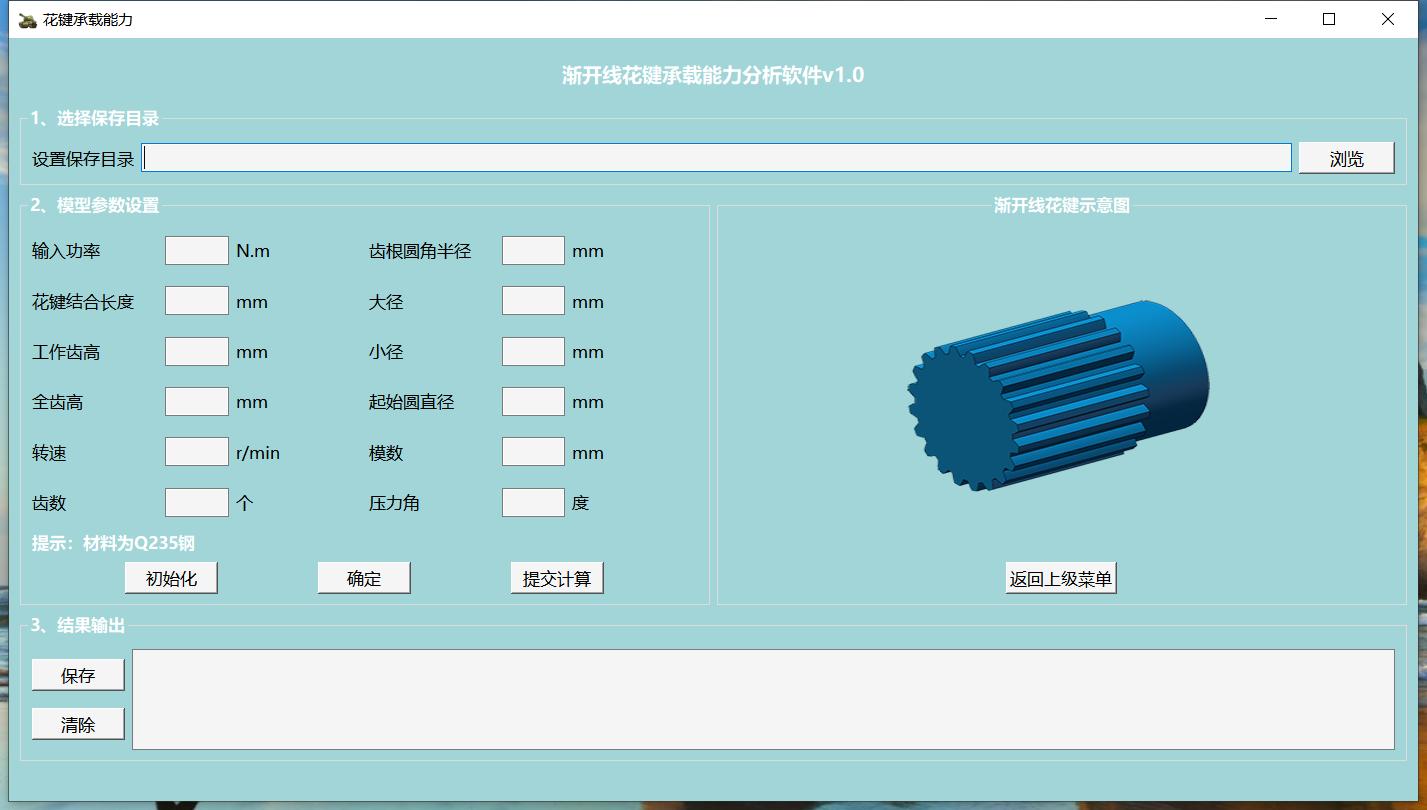 花键承载能力
渐开线花键承载能力分析软件v1.0
1、选择保存目录
设置保存目录 浏览
2、模型参数设置
输入功率 N.m 齿根圆角半径 mm
花键结合长度 mm 大径 mm
工作齿高 mm 小径 mm
全齿高 mm 起始圆直径 mm
转速 r/min 模数 mm
齿数 个 压力角 度
提示：材料为Q235钢
初始化 确定 提交计算
渐开线花键示意图
返回上级菜单
3、结果输出
保存
清除